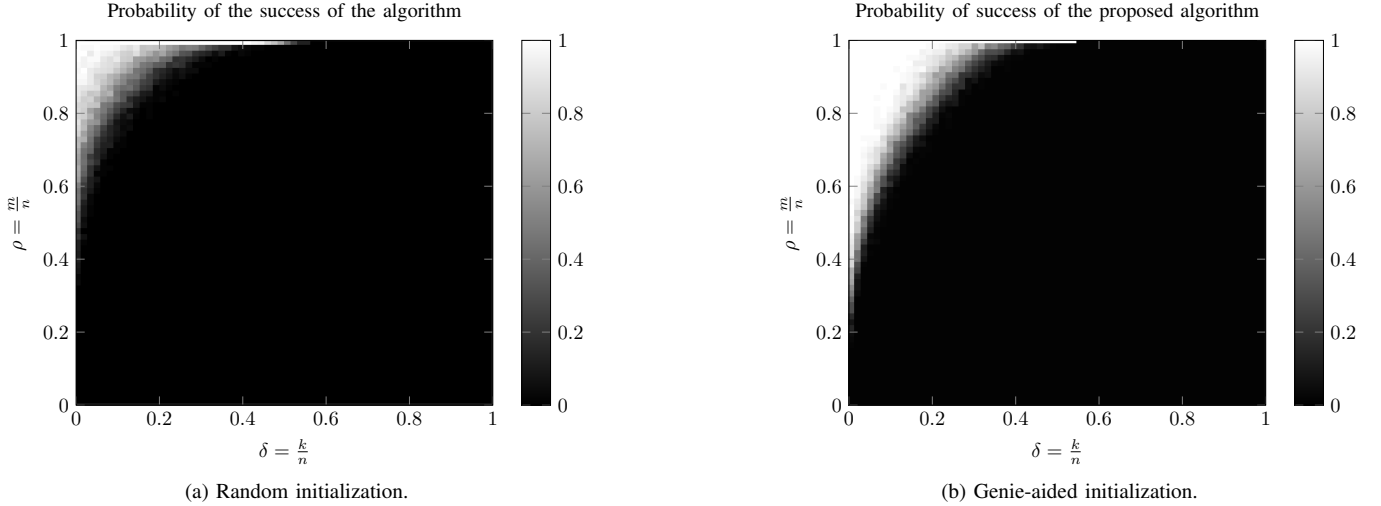 Probability of the success of the algorithm
1
0.8
0.6
0.4
0.2
0
ρ = m/n
0 0.2 0.4 0.6 0.8 1
δ = k/n
1
0.8
0.6
0.4
0.2
0
(a) Random initialization.
Probability of success of the proposed algorithm
1
0.8
0.6
0.4
0.2
0
ρ = m/n
0 0.2 0.4 0.6 0.8 1
δ = k/n
1
0.8
0.6
0.4
0.2
0
(b) Genie-aided initialization.